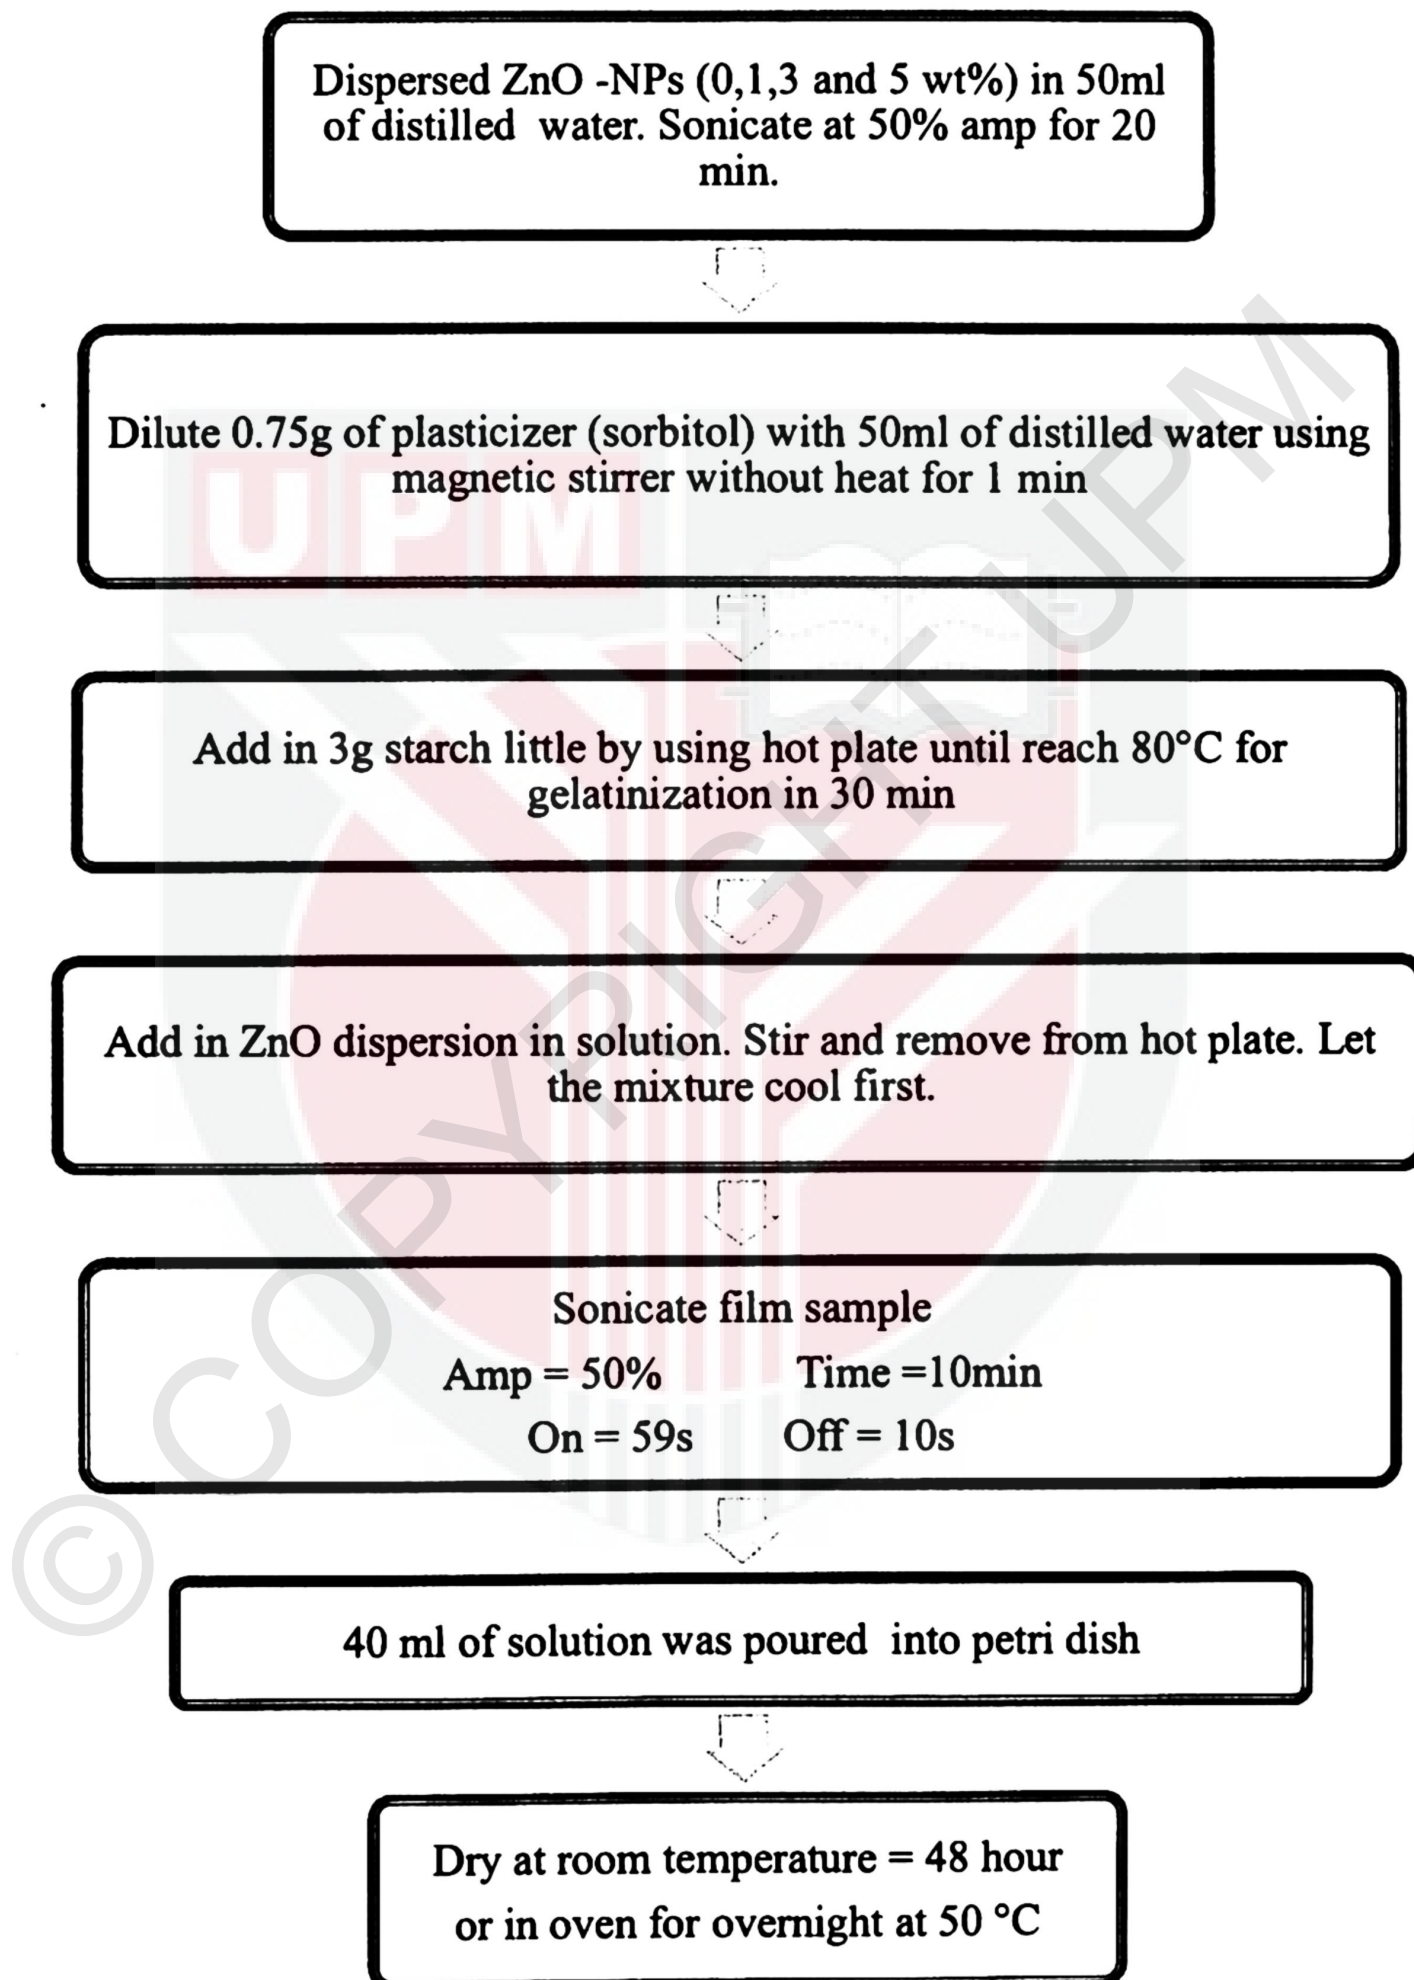 Dispersed ZnO -NPs (0,1,3 and 5 wt%) in 50ml
of distilled water. Sonicate at 50% amp for 20
min.
Dilute 0.75g of plasticizer (sorbitol) with 50ml of distilled water using
magnetic stirrer without heat for 1 min
UPM
Add in 3g starch little by using hot plate until reach 80°C for
gelatinization in 30 min
Add in ZnO dispersion in solution. Stir and remove from hot plate. Let
the mixture cool first.
Sonicate film sample
Amp = 50% Time =10min
On = 59s Off = 10s
40 ml of solution was poured into petri dish
Dry at room temperature = 48 hour
or in oven for overnight at 50 °C
© COPYRIGHT UPM